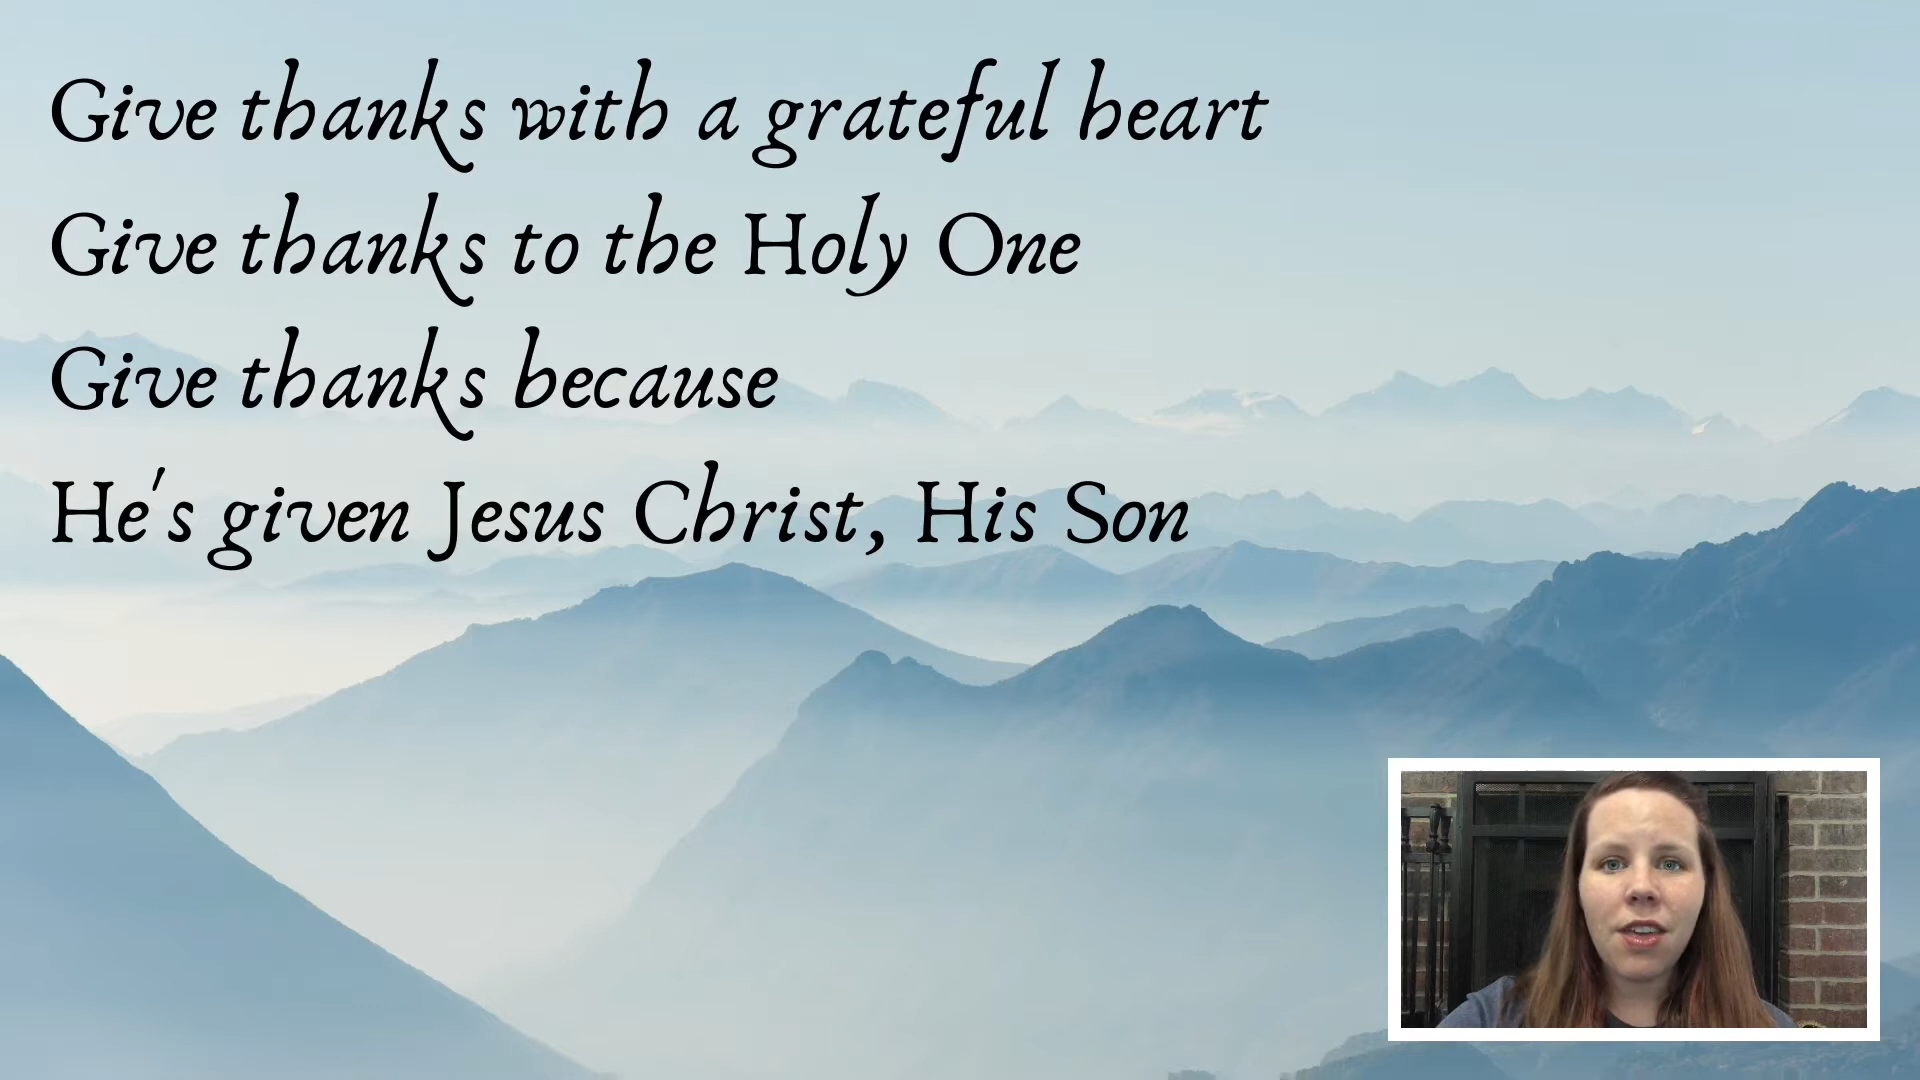 Give thanks with a grateful heart
Give thanks to the Holy One
Give thanks because
He's given Jesus Christ, His Son